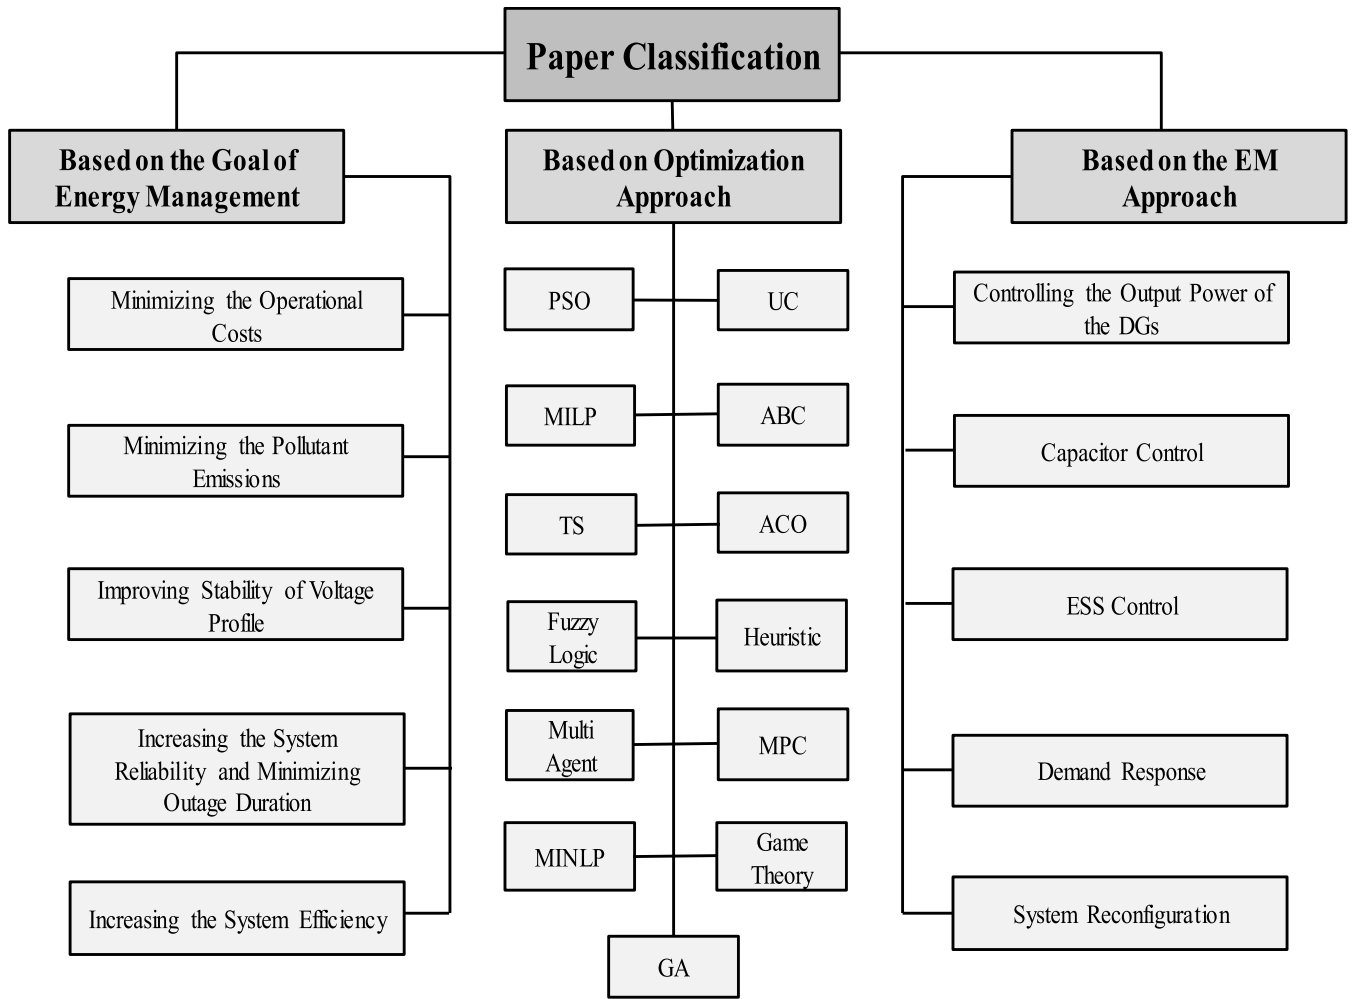 Paper Classification
Based on the Goal of
Energy Management
Minimizing the Operational
Costs
Minimizing the Pollutant
Emissions
Improving Stability of Voltage
Profile
Increasing the System
Reliability and Minimizing
Outage Duration
Increasing the System Efficiency
Based on Optimization
Approach
PSO
UC
MILP
ABC
TS
ACO
Fuzzy
Logic
Heuristic
Multi
Agent
MPC
MINLP
Game
Theory
GA
Based on the EM
Approach
Controlling the Output Power of
the DGs
Capacitor Control
ESS Control
Demand Response
System Reconfiguration